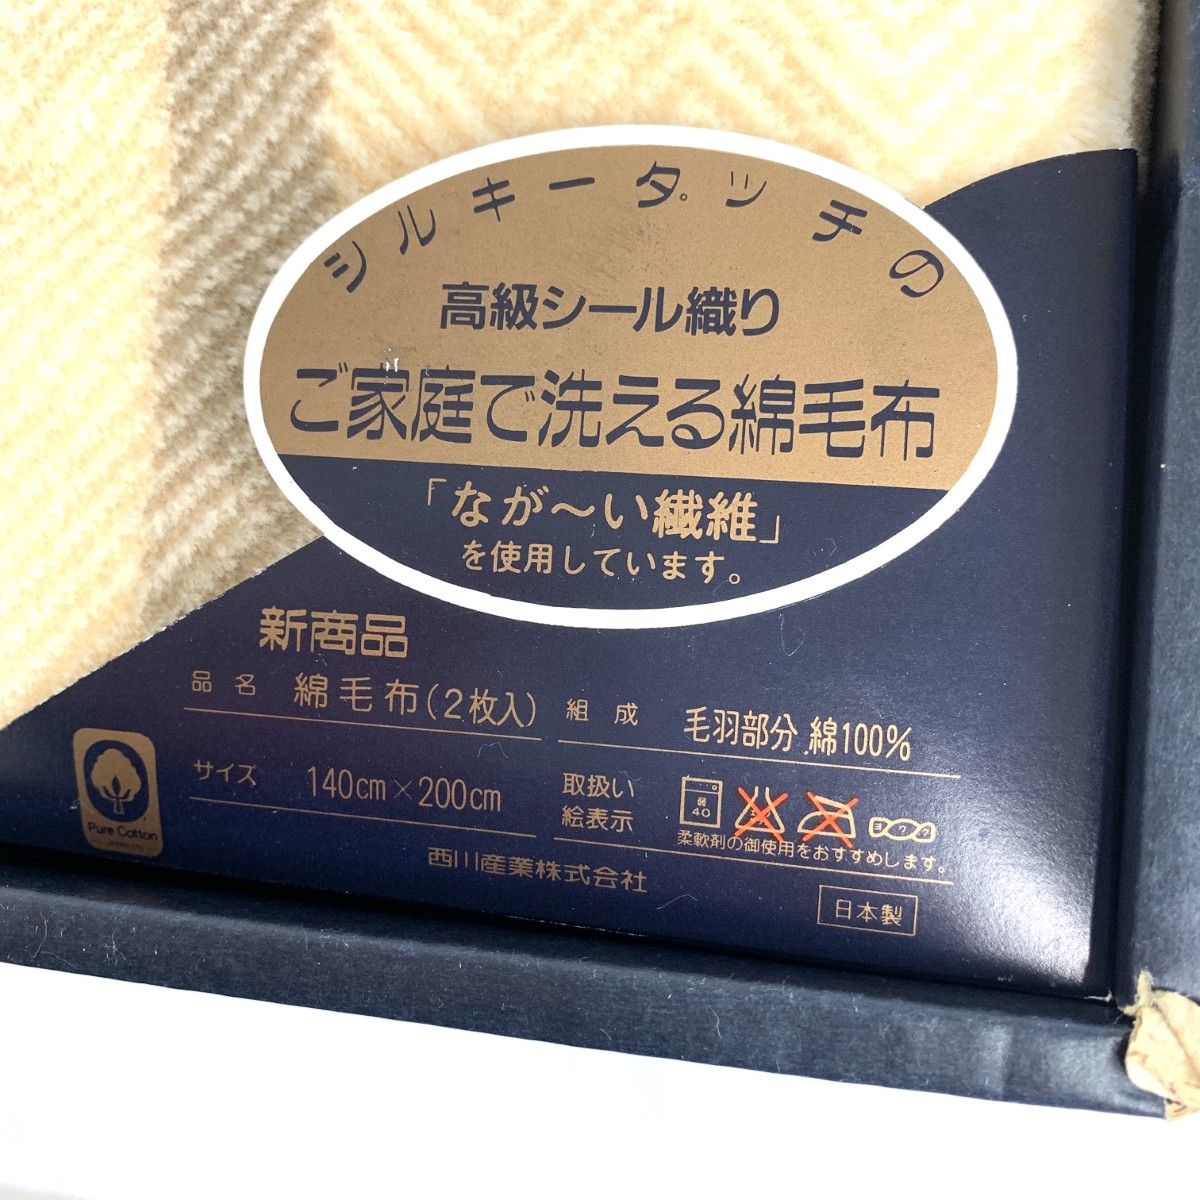 シルキータッチの
高級シール織り
ご家庭で洗える綿毛布
「なが〜い繊維」
を使用しています。
新商品
品名 綿毛布(2枚入)
組成 毛羽部分 綿100%
サイズ 140cm×200cm
取扱い
絵表示
40
ヨワク
柔軟剤の御使用をおすすめします。
Pure Cotton
西川産業株式会社
日本製